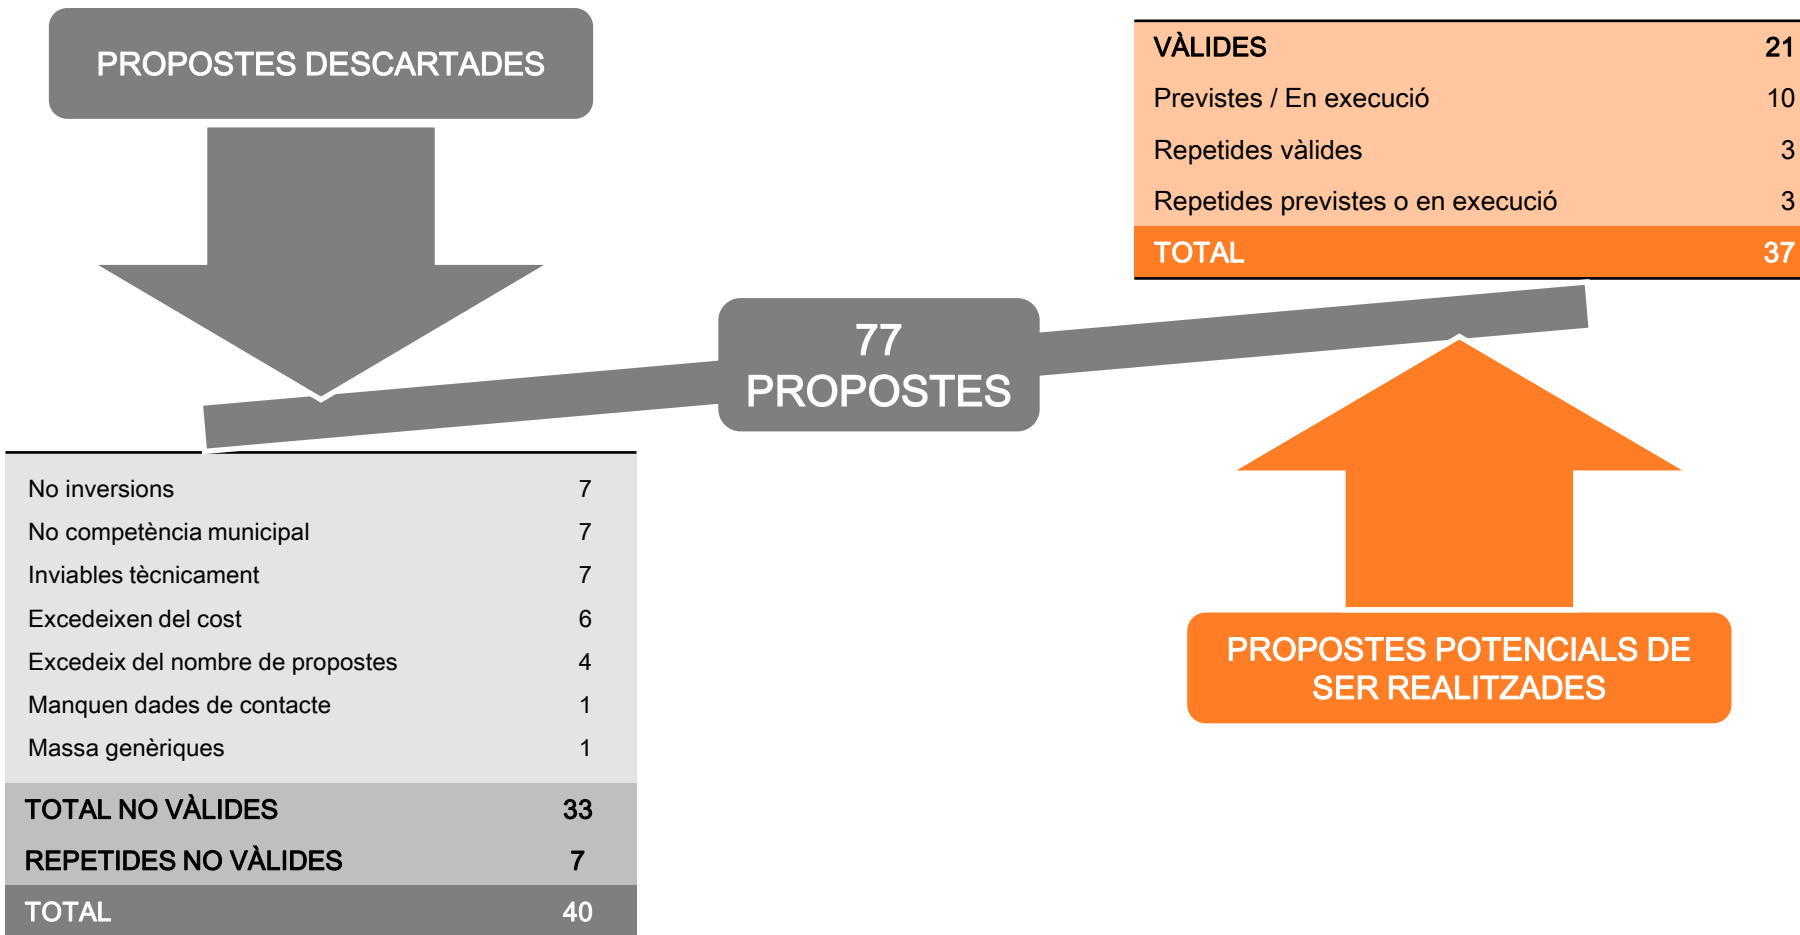 PROPOSTES DESCARTADES
VÀLIDES 21
Previstes / En execució 10
Repetides vàlides 3
Repetides previstes o en execució 3
TOTAL 37
77
PROPOSTES
No inversions 7
No competència municipal 7
Inviables tècnicament 7
Excedeixen del cost 6
Excedeix del nombre de propostes 4
Manquen dades de contacte 1
Massa genèriques 1
TOTAL NO VÀLIDES 33
REPETIDES NO VÀLIDES 7
TOTAL 40
PROPOSTES POTENCIALS DE
SER REALITZADES